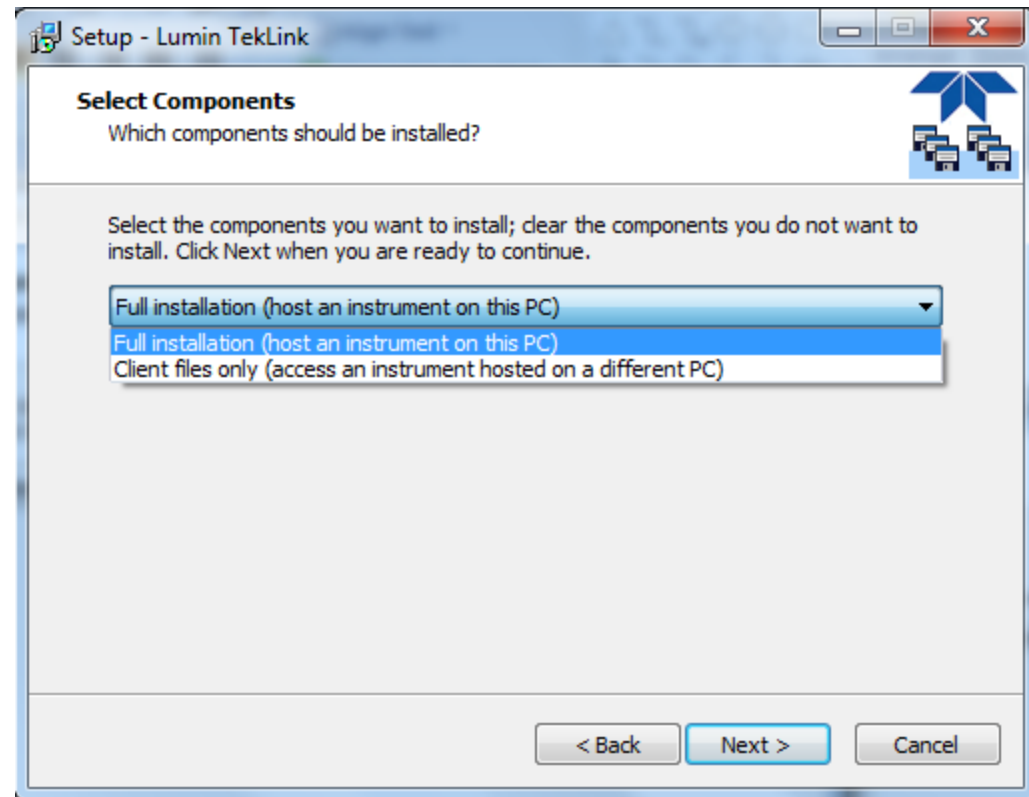 Setup - Lumin TekLink
Select Components
Which components should be installed?
Select the components you want to install; clear the components you do not want to
install. Click Next when you are ready to continue.
Full installation (host an instrument on this PC)
Full installation (host an instrument on this PC)
Client files only (access an instrument hosted on a different PC)
< Back
Next >
Cancel